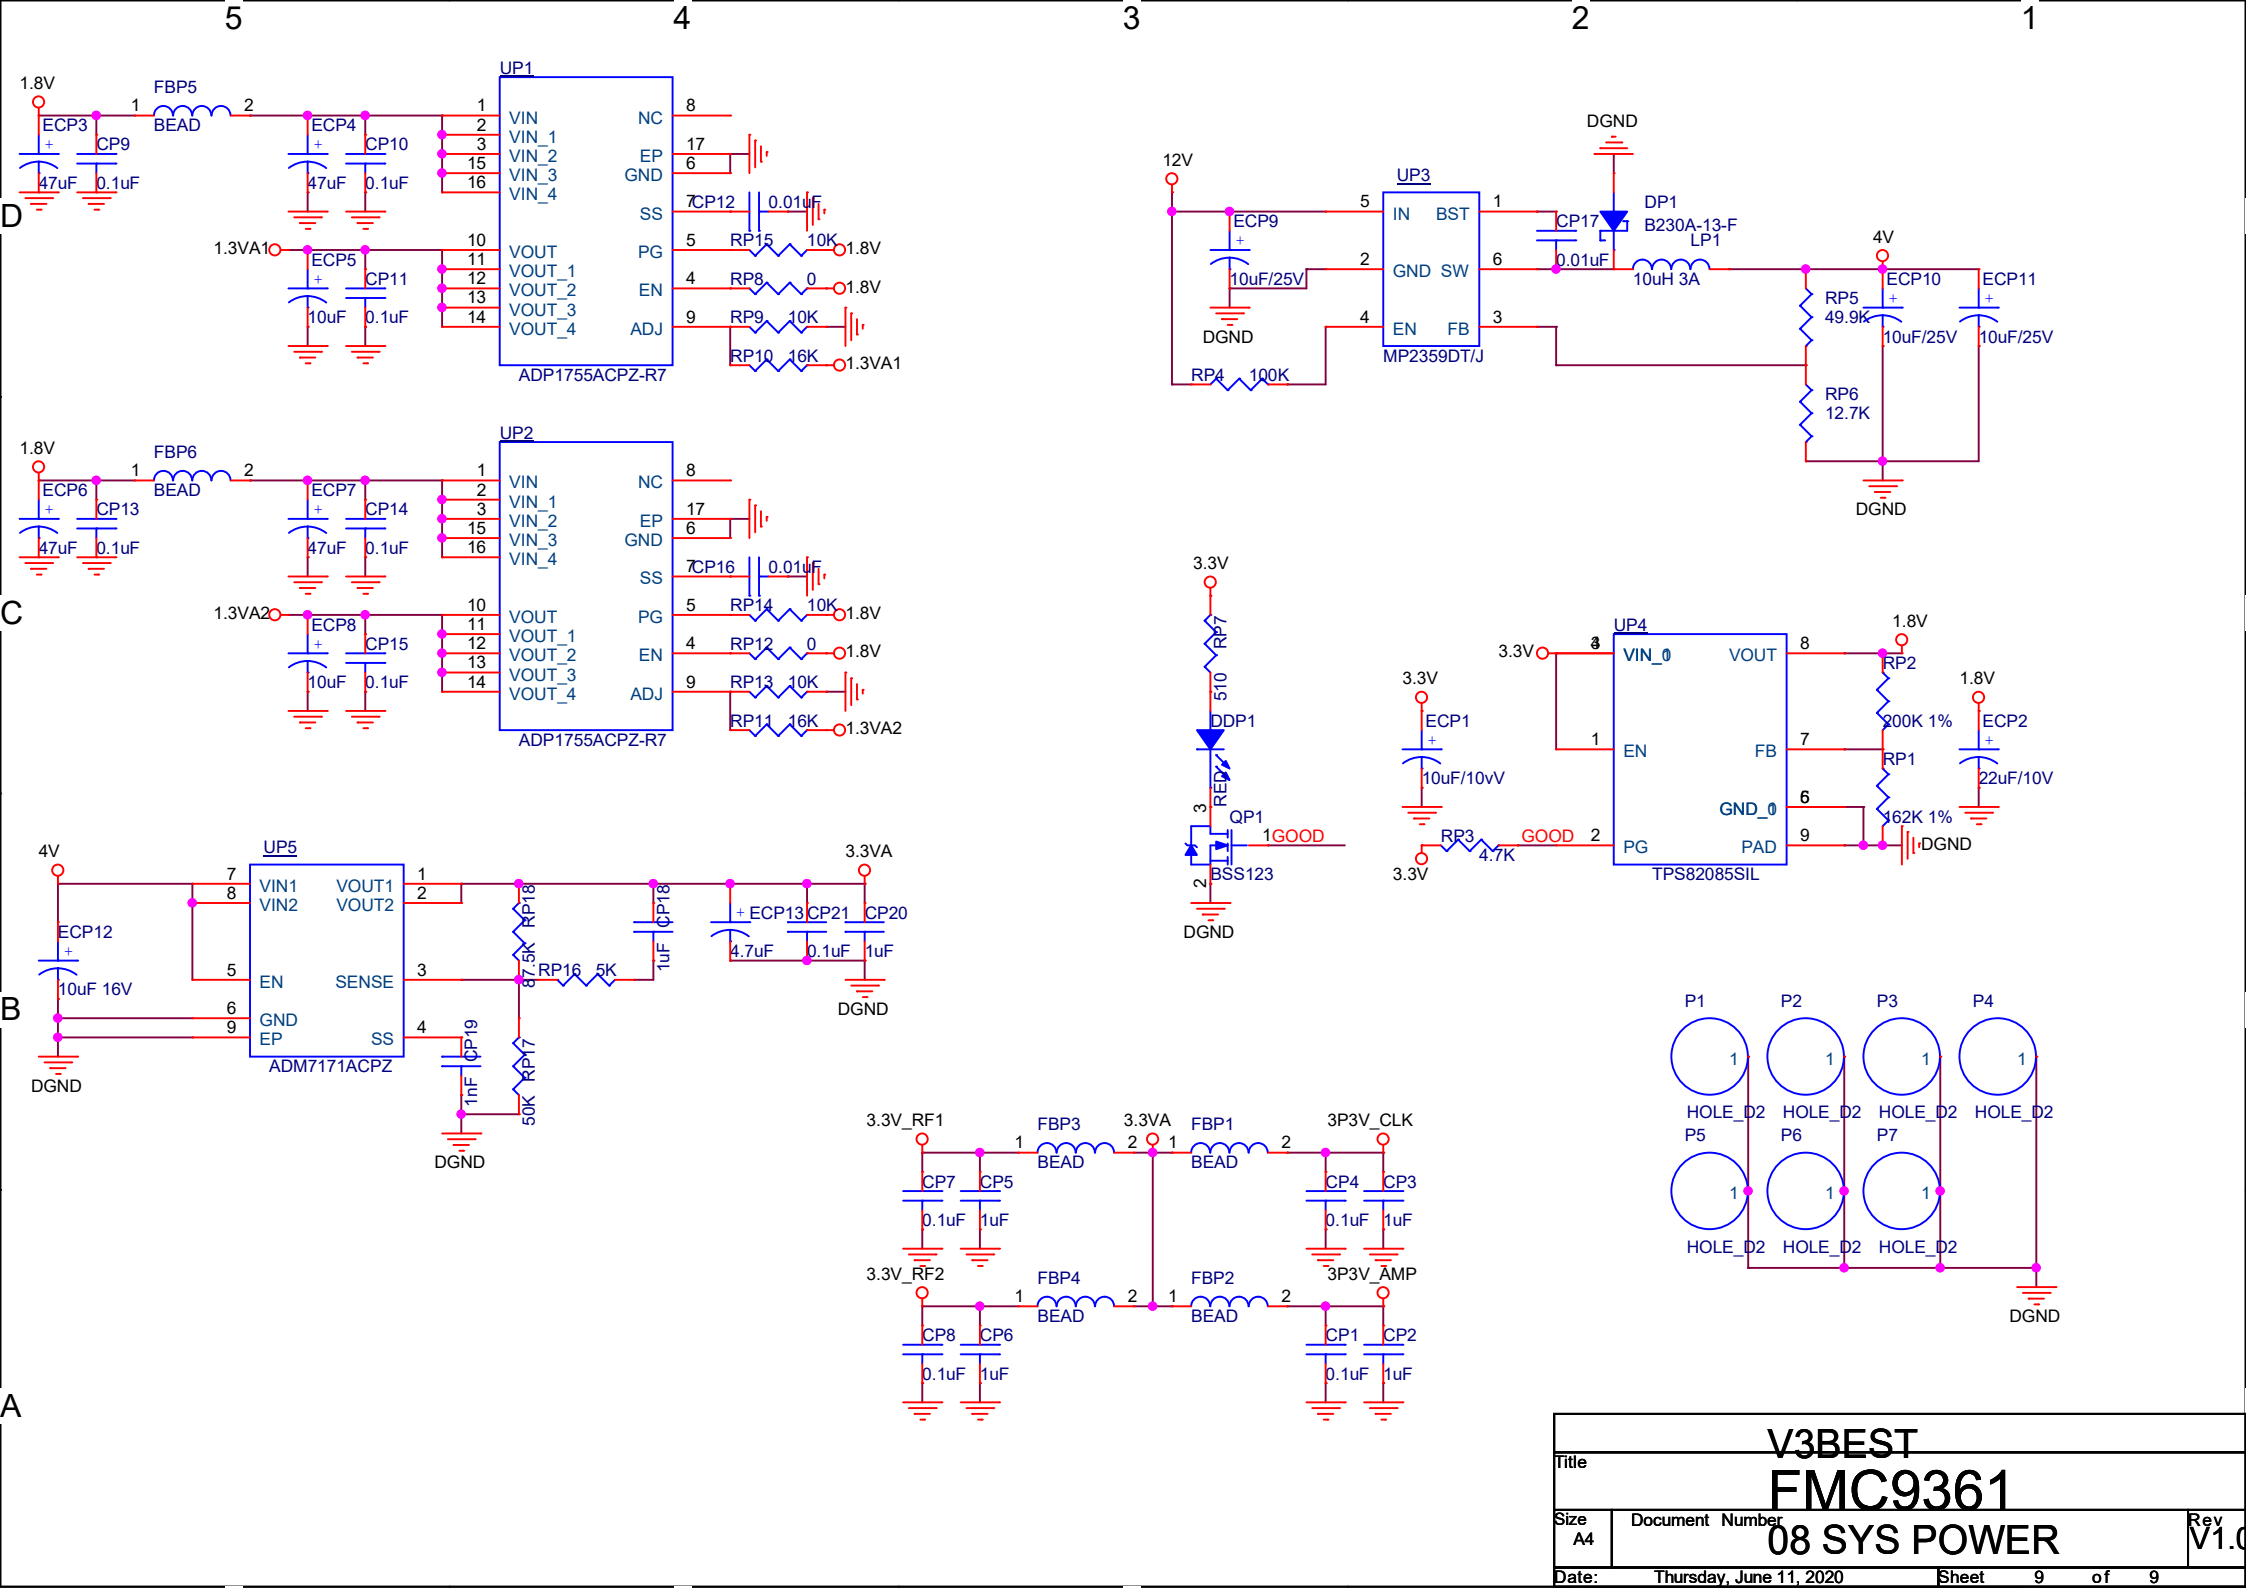 5 4 3 2 1
D
C
B
A
1.8V
FBP5
1 2
BEAD
ECP3
+
47uF
CP9
0.1uF
ECP4
+
47uF
CP10
0.1uF
1.3VA1
ECP5
+
10uF
CP11
0.1uF
UP1
1 VIN
2 VIN_1
3 VIN_2
15 VIN_3
16 VIN_4
10 VOUT
11 VOUT_1
12 VOUT_2
13 VOUT_3
14 VOUT_4
NC 8
EP 17
GND 6
SS 7
PG 5
EN 4
ADJ 9
ADP1755ACPZ-R7
CP12 0.01uF
RP15 10K 1.8V
RP8 0 1.8V
RP9 10K
RP10 16K 1.3VA1
1.8V
FBP6
1 2
BEAD
ECP6
+
47uF
CP13
0.1uF
ECP7
+
47uF
CP14
0.1uF
1.3VA2
ECP8
+
10uF
CP15
0.1uF
UP2
1 VIN
2 VIN_1
3 VIN_2
15 VIN_3
16 VIN_4
10 VOUT
11 VOUT_1
12 VOUT_2
13 VOUT_3
14 VOUT_4
NC 8
EP 17
GND 6
SS 7
PG 5
EN 4
ADJ 9
ADP1755ACPZ-R7
CP16 0.01uF
RP14 10K 1.8V
RP12 0 1.8V
RP13 10K
RP11 16K 1.3VA2
12V
ECP9
+
10uF/25V
DGND
RP4 100K
UP3
5 IN
2 GND
4 EN
BST 1
SW 6
FB 3
MP2359DT/J
CP17
0.01uF
DGND
DP1
B230A-13-F
LP1
10uH 3A
4V
RP5
49.9K
RP6
12.7K
ECP10
+
10uF/25V
ECP11
+
10uF/25V
DGND
3.3V
RP7
510
DDP1
RED
3
QP1
1 GOOD
BSS123
2
DGND
3.3V
ECP1
+
10uF/10vV
3.3V
RP3
4.7K
GOOD
3.3V
UP4
3
4
VIN_0
1 EN
2 PG
VOUT 8
FB 7
GND_0 6
PAD 9
TPS82085SIL
1.8V
RP2
200K 1%
RP1
162K 1%
DGND
1.8V
ECP2
+
22uF/10V
4V
ECP12
+
10uF 16V
DGND
UP5
7 VIN1
8 VIN2
5 EN
6 GND
9 EP
VOUT1 1
VOUT2 2
SENSE 3
SS 4
ADM7171ACPZ
CP19
1nF
DGND
RP18
87.5K
RP17
50K
RP16 5K
CP18
1uF
ECP13
+
4.7uF
CP21
0.1uF
CP20
1uF
3.3VA
DGND
3.3V_RF1
FBP3
1 2
BEAD
3.3VA
FBP1
1 2
BEAD
3P3V_CLK
CP7
0.1uF
CP5
1uF
CP4
0.1uF
CP3
1uF
3.3V_RF2
FBP4
1 2
BEAD
FBP2
1 2
BEAD
3P3V_AMP
CP8
0.1uF
CP6
1uF
CP1
0.1uF
CP2
1uF
P1 P2 P3 P4
1 1 1 1
HOLE_D2 HOLE_D2 HOLE_D2 HOLE_D2
P5 P6 P7
1 1 1
HOLE_D2 HOLE_D2 HOLE_D2
DGND
V3BEST
Title
FMC9361
Size
A4
Document Number
08 SYS POWER
Rev
V1.0
Date: Thursday, June 11, 2020
Sheet 9 of 9